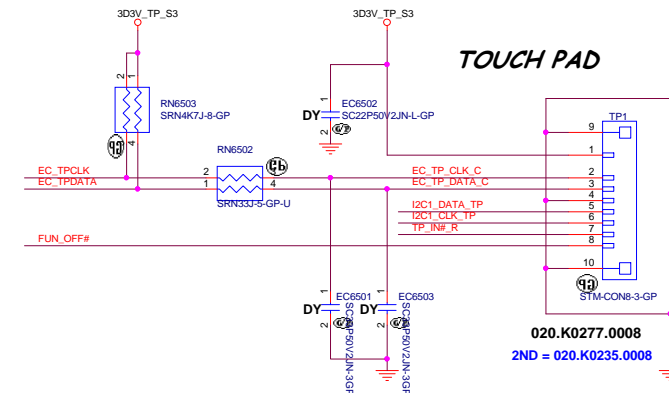 3D3V_TP_S3
3D3V_TP_S3
TOUCH PAD
2
1
RN6503
SRN4K7J-8-GP
3
4
1
EC6502
SC22P50V2JN-L-GP
DY
2
TP1
9
1
RN6502
EC_TPCLK
2
EC_TP_CLK_C
2
EC_TPDATA
1
4
EC_TP_DATA_C
3
SRN33J-5-GP-U
4
I2C1_DATA_TP
5
I2C1_CLK_TP
6
TP_IN#_R
7
FUN_OFF#
8
10
STM-CON8-3-GP
1
EC6501
DY
2
1
EC6503
DY
2
020.K0277.0008
2ND = 020.K0235.0008